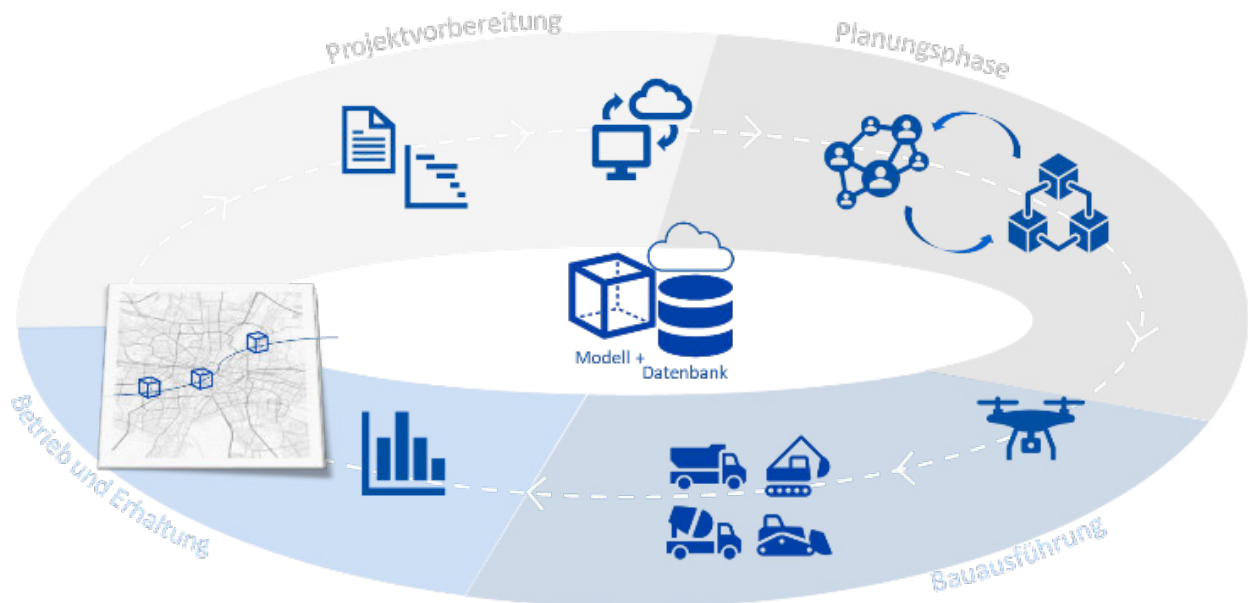 Projektvorbereitung
Planungsphase
Modell +
Datenbank
Betrieb und Erhaltung
Bauausführung